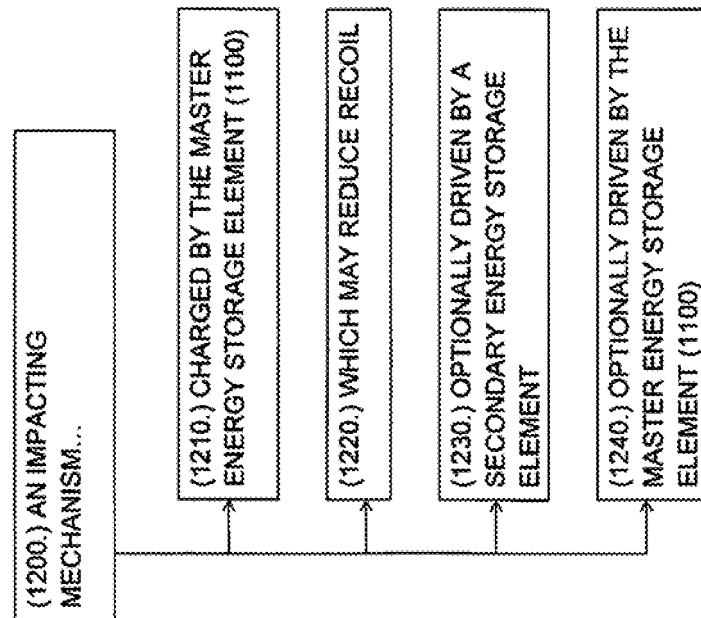 (1200.) AN IMPACTING
MECHANISM...
(1210.) CHARGED BY THE MASTER
ENERGY STORAGE ELEMENT (1100)
(1220.) WHICH MAY REDUCE RECOIL
(1230.) OPTIONALLY DRIVEN BY A
SECONDARY ENERGY STORAGE
ELEMENT
(1240.) OPTIONALLY DRIVEN BY THE
MASTER ENERGY STORAGE
ELEMENT (1100)